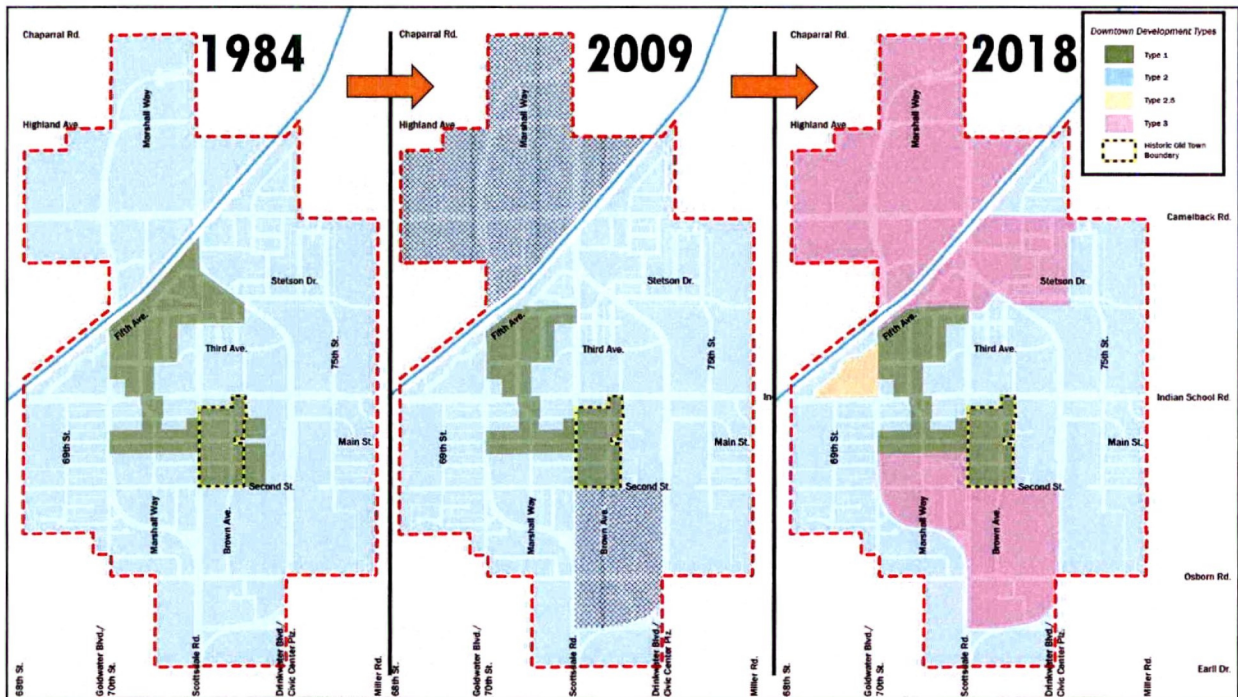 1984
2009
2018
Downtown Development Types
Type 1
Type 2
Type 2.5
Type 3
Historic Old Town
Boundary
Chaparral Rd.
Marshall Way
Highland Ave.
Stetson Dr.
Fifth Ave.
Third Ave.
75th St.
69th St.
Main St.
Second St.
Marshall Way
Brown Ave.
68th St.
Goldwater Blvd./
70th St.
Scottsdale Rd.
Drinkwater Blvd./
Civic Center Plz.
Miller Rd.
Chaparral Rd.
Marshall Way
Highland Ave.
Stetson Dr.
Fifth Ave.
Third Ave.
75th St.
In
69th St.
Main St.
Second St.
Marshall Way
Brown Ave.
68th St.
Goldwater Blvd./
70th St.
Scottsdale Rd.
Drinkwater Blvd./
Civic Center Plz.
Miller Rd.
Chaparral Rd.
Marshall Way
Highland Ave.
Camelback Rd.
Stetson Dr.
Fifth Ave.
Third Ave.
75th St.
Indian School Rd.
69th St.
Main St.
Second St.
Marshall Way
Brown Ave.
Osborn Rd.
Earll Dr.
68th St.
Goldwater Blvd./
70th St.
Scottsdale Rd.
Drinkwater Blvd./
Civic Center Plz.
Miller Rd.